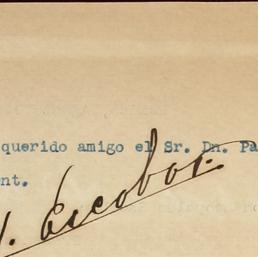 querido amigo el Sr. Dn. Pa
nt.
Escobar.